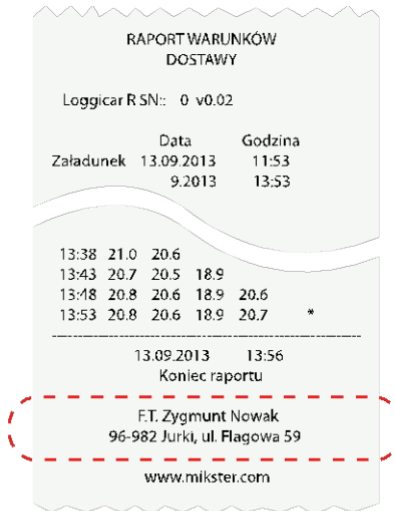 RAPORT WARUNKÓW
DOSTAWY
Loggicar R SN:: 0 v0.02
Data Godzina
Załadunek 13.09.2013 11:53
9.2013 13:53
13:38 21.0 20.6
13:43 20.7 20.5 18.9
13:48 20.8 20.6 18.9 20.6
13:53 20.8 20.6 18.9 20.7 *
13.09.2013 13:56
Koniec raportu
F.T. Zygmunt Nowak
96-982 Jurki, ul. Flagowa 59
www.mikster.com